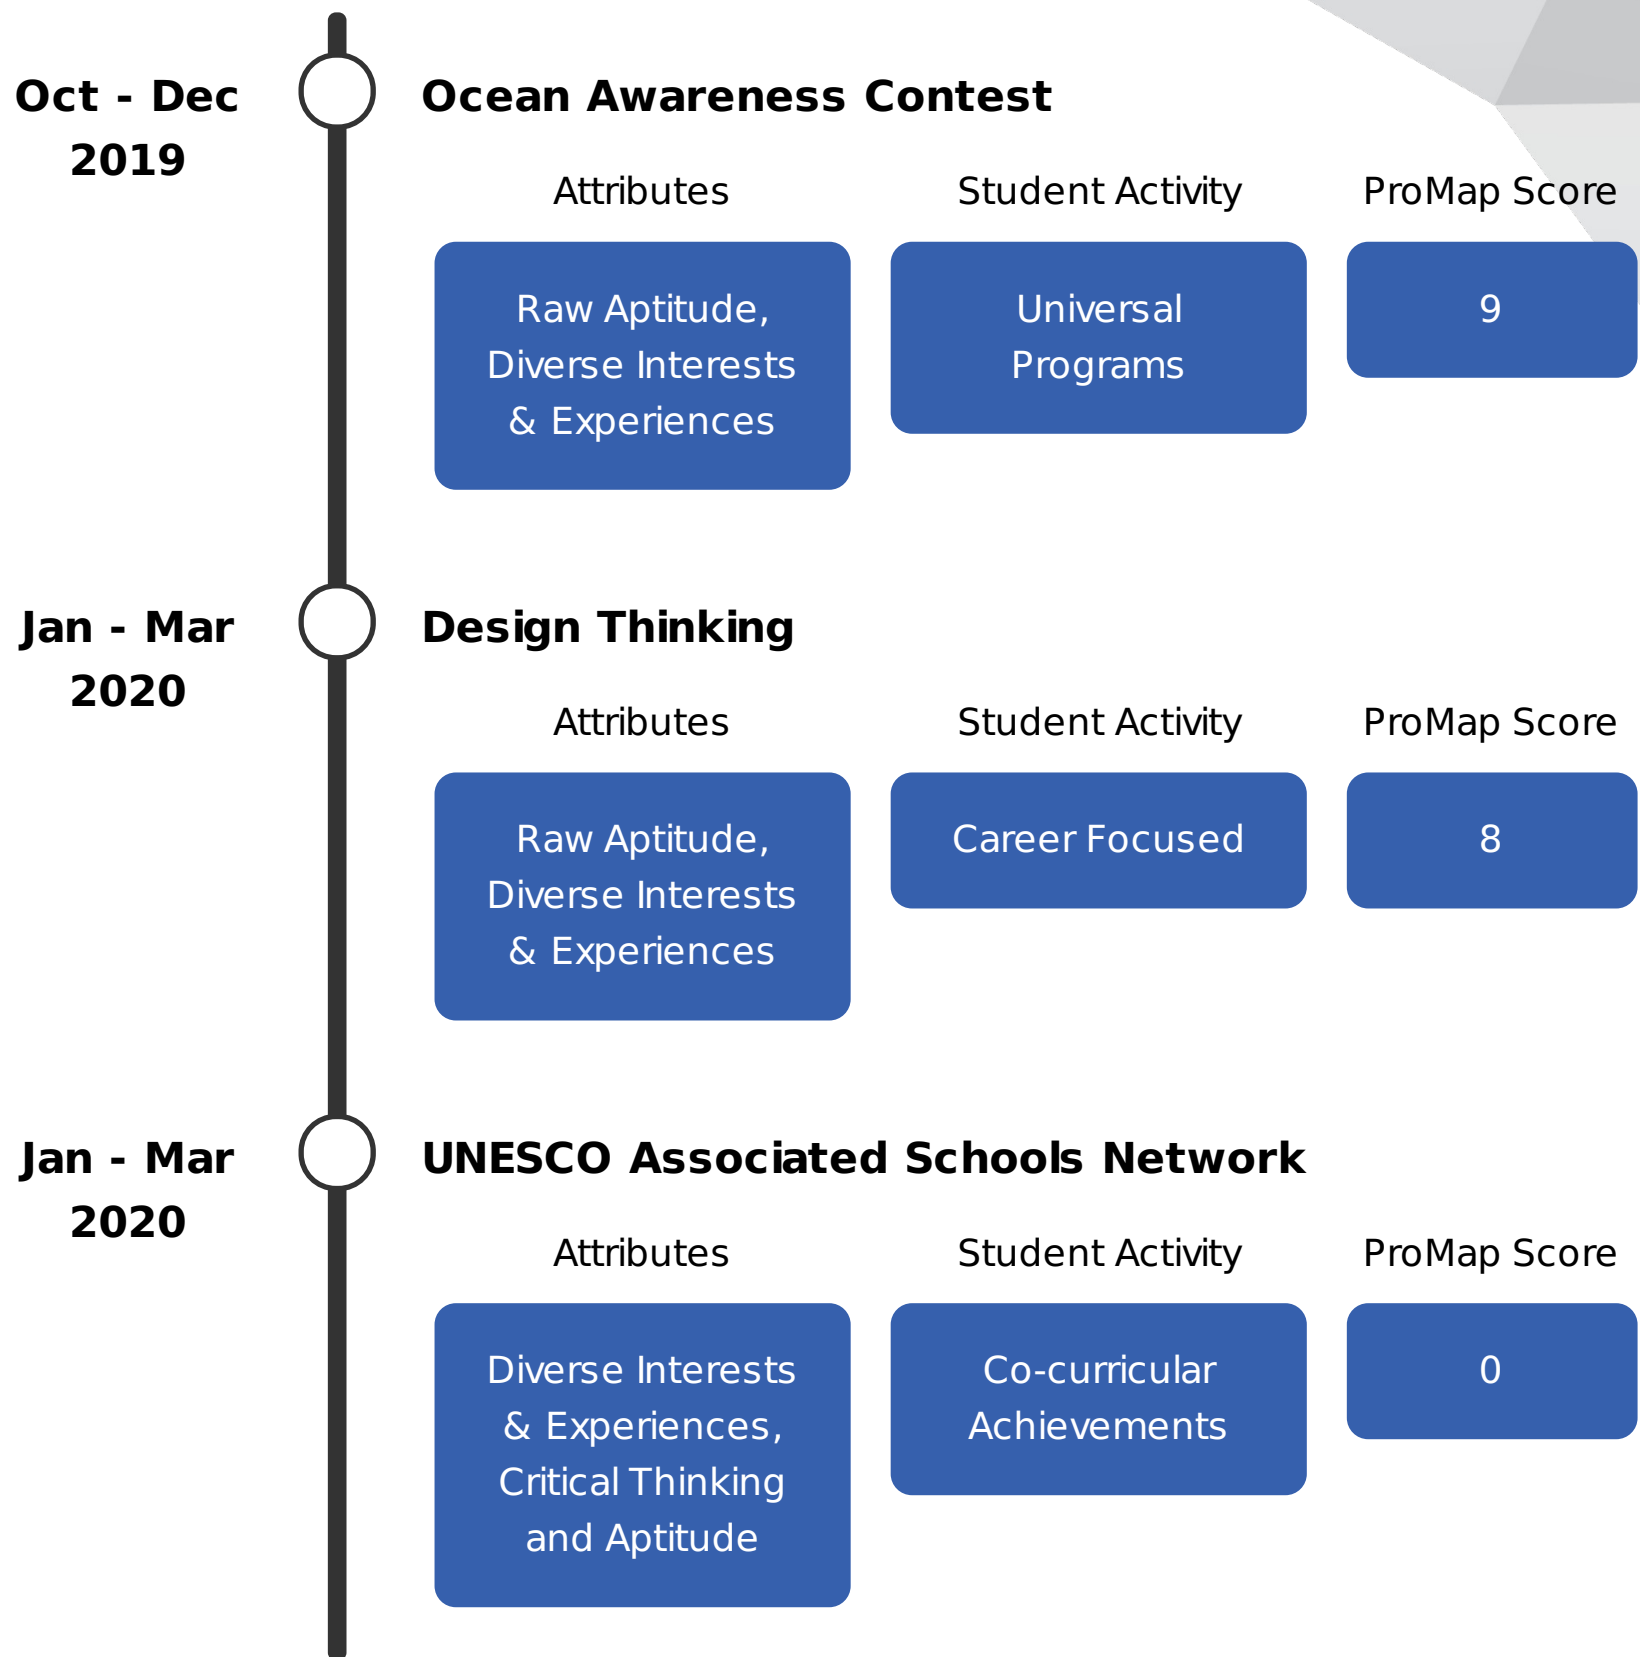 Oct - Dec
2019
Ocean Awareness Contest
Attributes
Student Activity
ProMap Score
Raw Aptitude,
Diverse Interests
& Experiences
Universal
Programs
9
Jan - Mar
2020
Design Thinking
Attributes
Student Activity
ProMap Score
Raw Aptitude,
Diverse Interests
& Experiences
Career Focused
8
Jan - Mar
2020
UNESCO Associated Schools Network
Attributes
Student Activity
ProMap Score
Diverse Interests
& Experiences,
Critical Thinking
and Aptitude
Co-curricular
Achievements
0